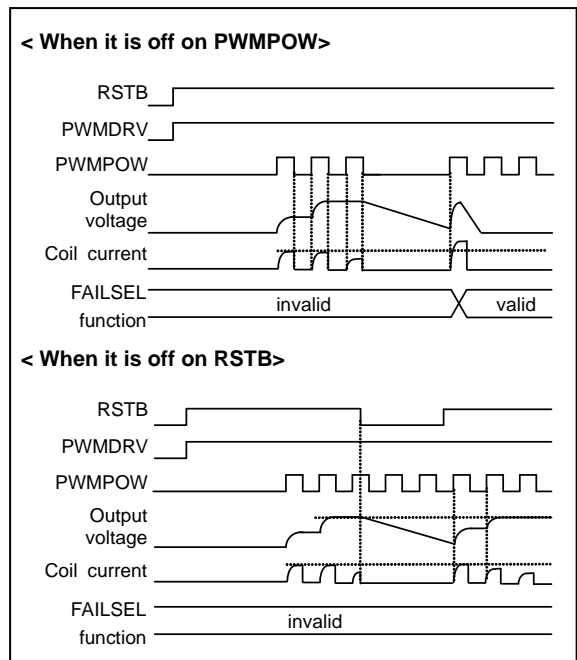 < When it is off on PWMPOW>
RSTB
PWMDRV
PWMPOW
Output
voltage
Coil current
FAILSEL
function
invalid
valid
< When it is off on RSTB>
RSTB
PWMDRV
PWMPOW
Output
voltage
Coil current
FAILSEL
function
invalid